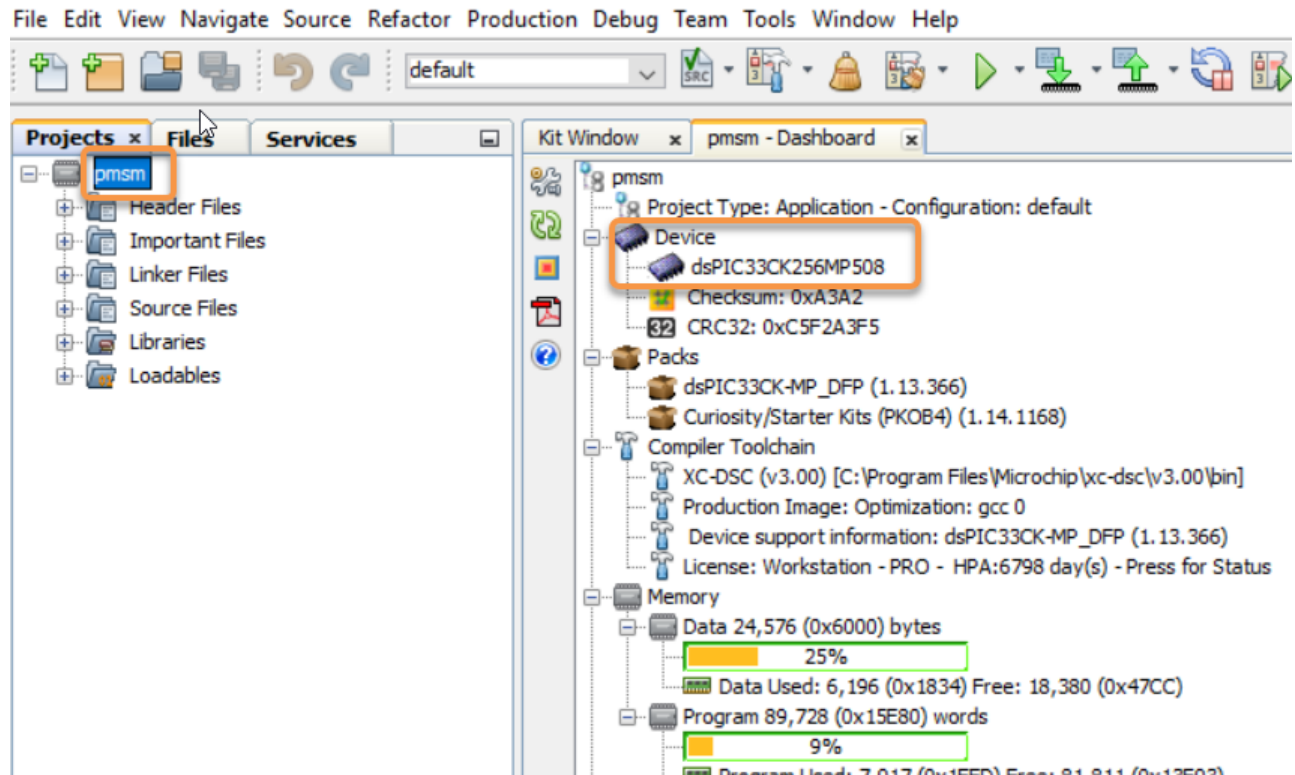 File Edit View Navigate Source Refactor Production Debug Team Tools Window Help
default
SRC
Projects x Files Services
Kit Window x pmsm - Dashboard x
pmsm
Header Files
Important Files
Linker Files
Source Files
Libraries
Loadables
pmsm
Project Type: Application - Configuration: default
Device
dsPIC33CK256MP508
Checksum: 0xA3A2
32 CRC32: 0xC5F2A3F5
Packs
dsPIC33CK-MP_DFP (1.13.366)
Curiosity/Starter Kits (PKOB4) (1.14.1168)
Compiler Toolchain
XC-DSC (v3.00) [C:\Program Files\Microchip\xc-dsc\v3.00\bin]
Production Image: Optimization: gcc 0
Device support information: dsPIC33CK-MP_DFP (1.13.366)
License: Workstation - PRO - HPA:6798 day(s) - Press for Status
Memory
Data 24,576 (0x6000) bytes
25%
Data Used: 6,196 (0x1834) Free: 18,380 (0x47CC)
Program 89,728 (0x15E80) words
9%
Program Used: Free: